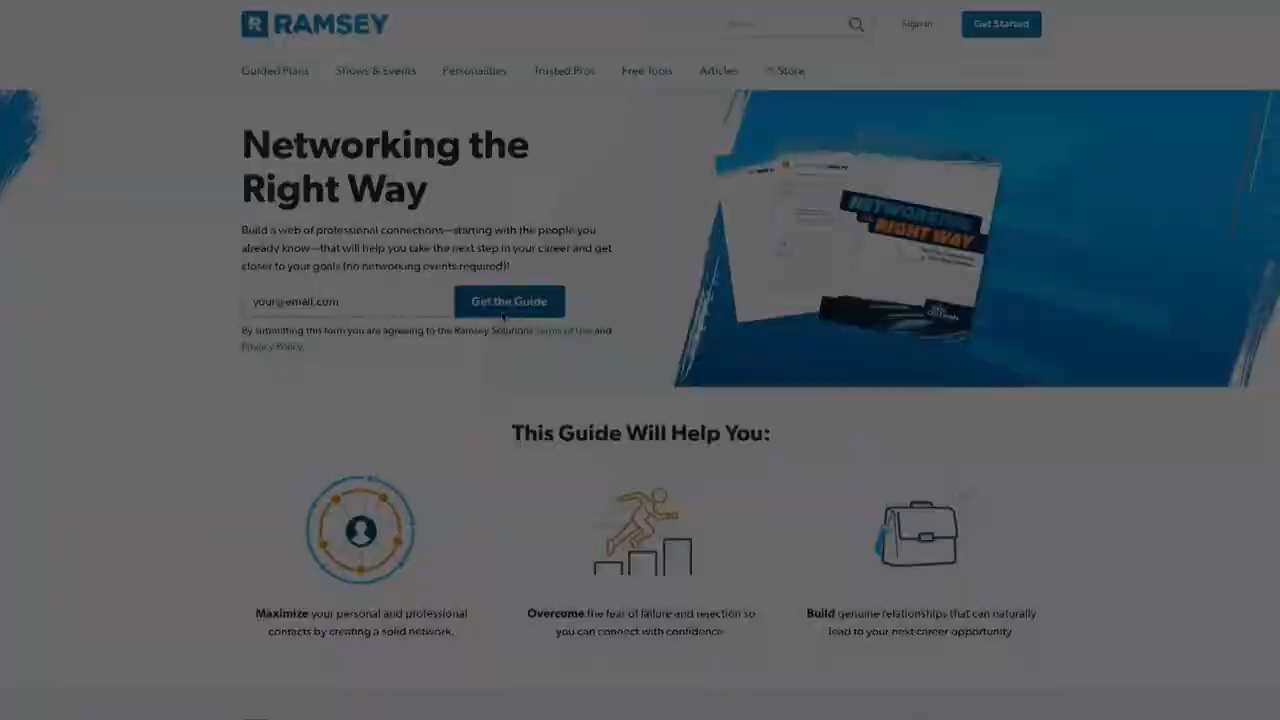 RAMSEY
Sign In
Get Started
Guided Plans
Shows & Events
Personalities
Trusted Pros
Free Tools
Articles
Store
Networking the
Right Way
Build a web of professional connections—starting with the people you
already know—that will help you take the next step in your career and get
closer to your goals (no networking events required)!
your@email.com
Get the Guide
By submitting this form you are agreeing to the Ramsey Solutions Terms of Use and
Privacy Policy.
NETWORKING
RIGHT WAY
This Guide Will Help You:
Maximize your personal and professional
contacts by creating a solid network.
Overcome the fear of failure and rejection so
you can connect with confidence.
Build genuine relationships that can naturally
lead to your next career opportunity.